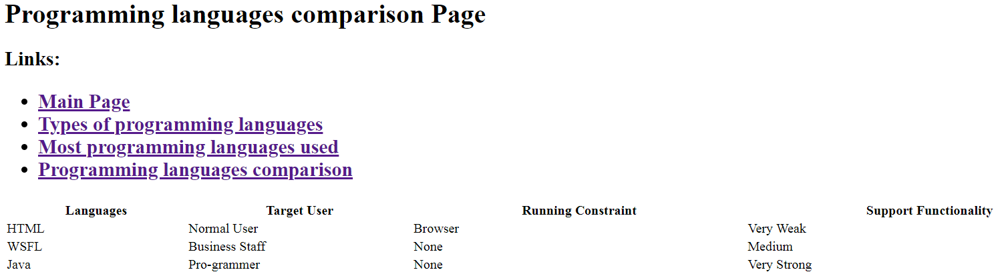 Programming languages comparison Page
Links:
Main Page
Types of programming languages
Most programming languages used
Programming languages comparison
Languages Target User Running Constraint Support Functionality
HTML Normal User Browser Very Weak
WSFL Business Staff None Medium
Java Pro-grammer None Very Strong